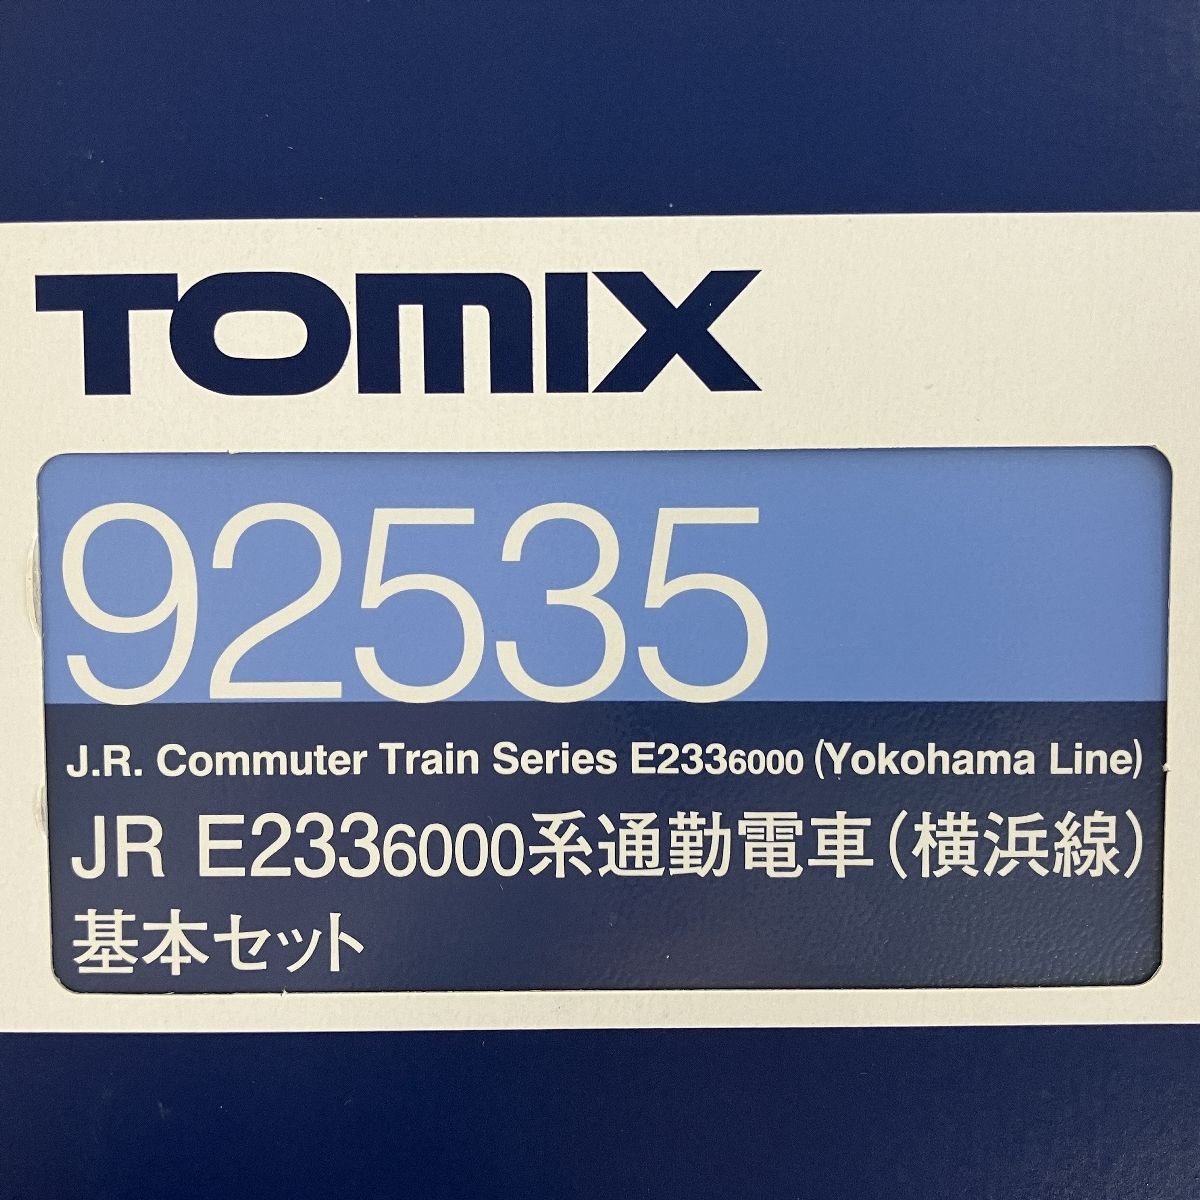 TOMIX
92535
J.R. Commuter Train Series E2336000 (Yokohama Line)
JR E2336000系通勤電車(横浜線)
基本セット